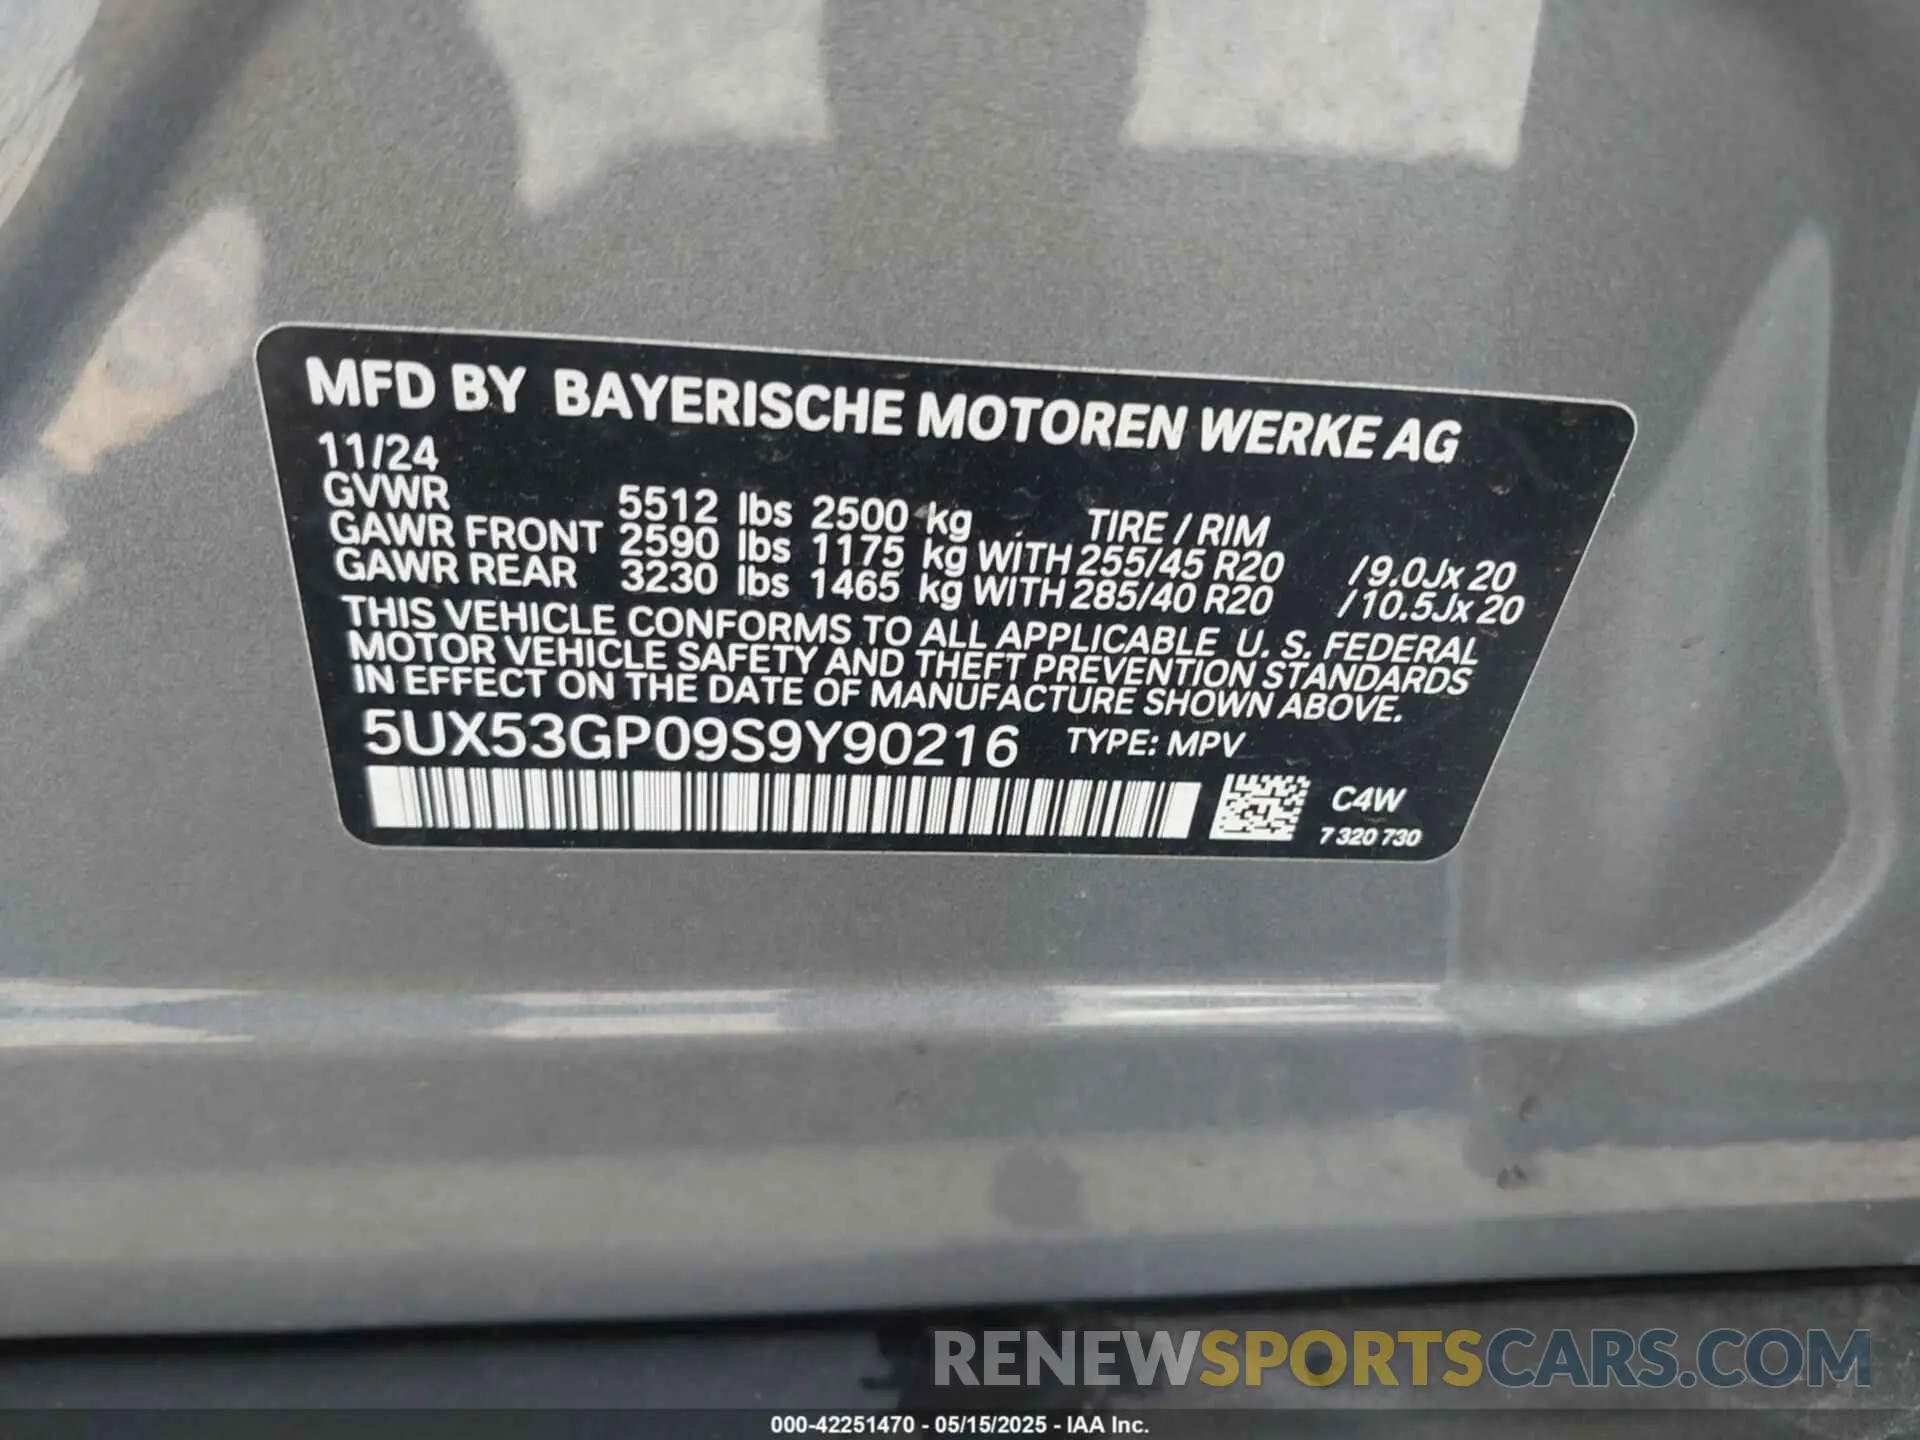 MFD BY BAYERISCHE MOTOREN WERKE AG
11/24
GVWR 5512 lbs 2500 kg TIRE / RIM
GAWR FRONT 2590 lbs 1175 kg WITH 255/45 R20 /9.0Jx 20
GAWR REAR 3230 lbs 1465 kg WITH 285/40 R20 /10.5Jx 20
THIS VEHICLE CONFORMS TO ALL APPLICABLE U. S. FEDERAL
MOTOR VEHICLE SAFETY AND THEFT PREVENTION STANDARDS
IN EFFECT ON THE DATE OF MANUFACTURE SHOWN ABOVE.
5UX53GP09S9Y90216 TYPE: MPV
C4W
7 320 730
RENEWSPORTSCARS.COM
000-42251470 - 05/15/2025 - IAA Inc.